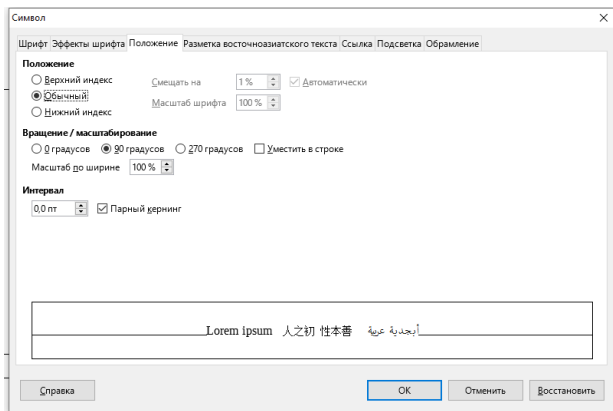 Символ
Шрифт Эффекты шрифта Положение Разметка восточноазиатского текста Ссылка Подсветка Обрамление
Положение
Верхний индекс Смещать на 1 % Автоматически
Обычный Масштаб шрифта 100 %
Нижний индекс
Вращение / масштабирование
0 градусов 90 градусов 270 градусов Уместить в строке
Масштаб по ширине 100 %
Интервал
0,0 пт Парный кернинг
Lorem ipsum 人之初 性本善 أبجدية عربية
Справка ОК Отменить Восстановить